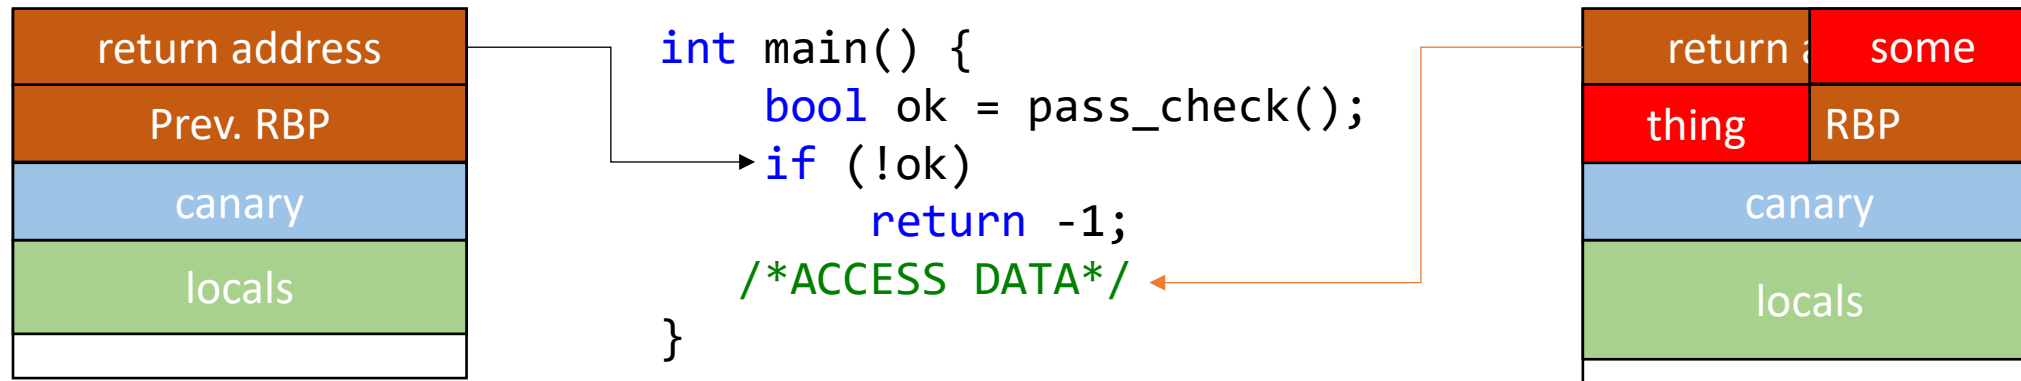 return address
Prev. RBP
canary
locals
int main() {
bool ok = pass_check();
if (!ok)
return -1;
/*ACCESS DATA*/
}
return
some
thing
RBP
canary
locals